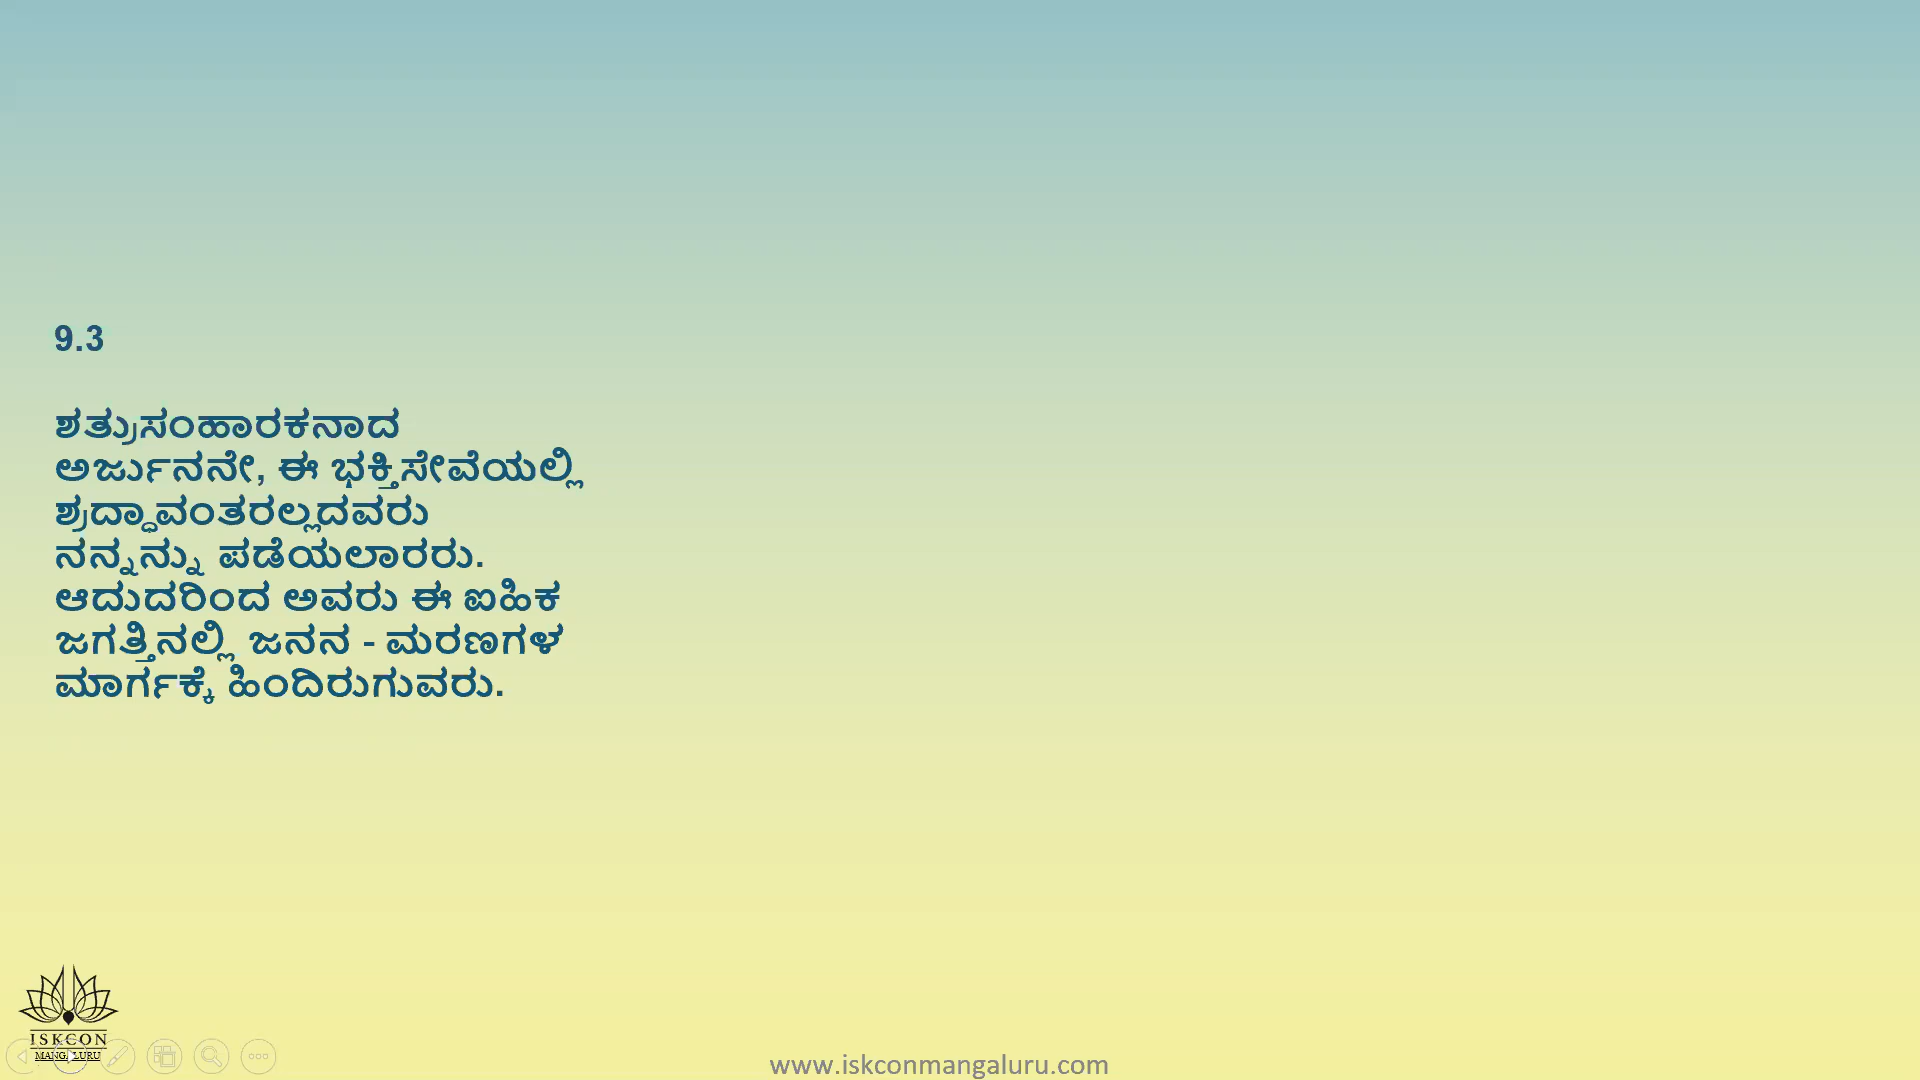 9.3
ಶತ್ರುಸಂಹಾರಕನಾದ
ಅರ್ಜುನನೇ, ಈ ಭಕ್ತಿಸೇವೆಯಲ್ಲಿ
ಶ್ರದ್ಧಾವಂತರಲ್ಲದವರು
ನನ್ನನ್ನು ಪಡೆಯಲಾರರು.
ಆದುದರಿಂದ ಅವರು ಈ ಐಹಿಕ
ಜಗತ್ತಿನಲ್ಲಿ ಜನನ - ಮರಣಗಳ
ಮಾರ್ಗಕ್ಕೆ ಹಿಂದಿರುಗುವರು.
ISKCON
MANGALURU
www.iskconmangaluru.com